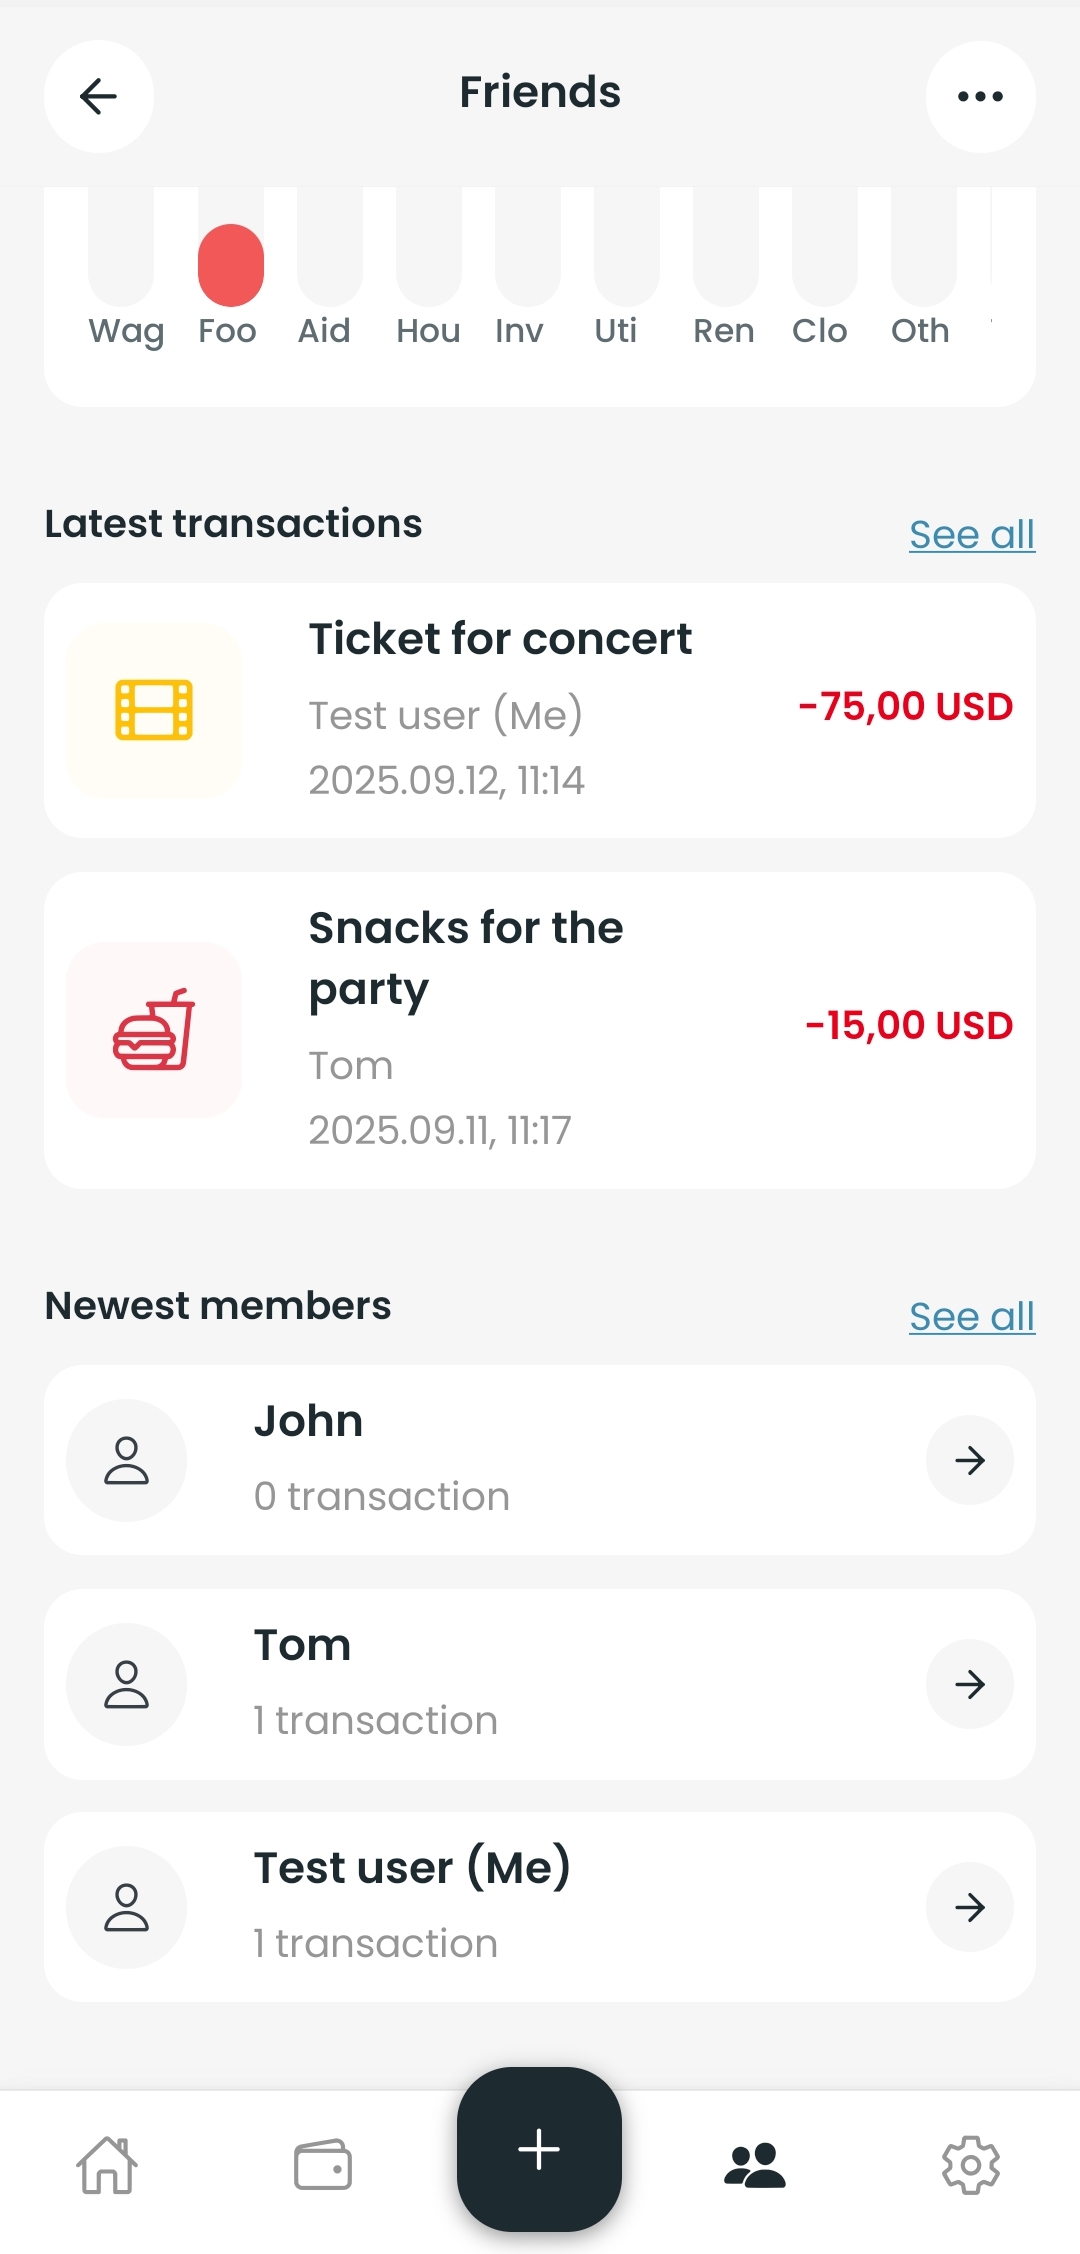 Friends
Wag Foo Aid Hou Inv Uti Ren Clo Oth
Latest transactions
See all
Ticket for concert
Test user (Me)
2025.09.12, 11:14
-75,00 USD
Snacks for the
party
Tom
2025.09.11, 11:17
-15,00 USD
Newest members
See all
John
0 transaction
Tom
1 transaction
Test user (Me)
1 transaction